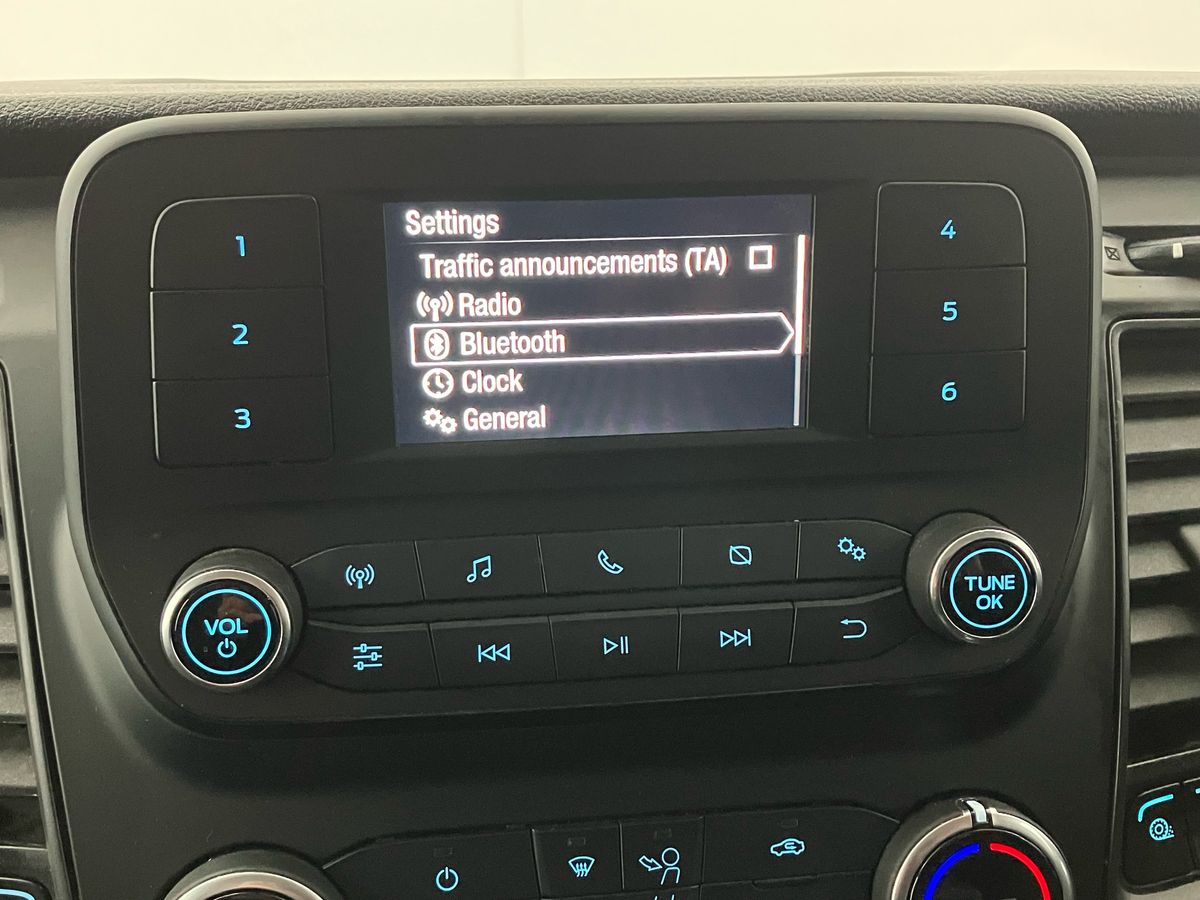 Settings
Traffic announcements (TA)
Radio
Bluetooth
Clock
General
1
2
3
4
5
6
VOL
TUNE
OK